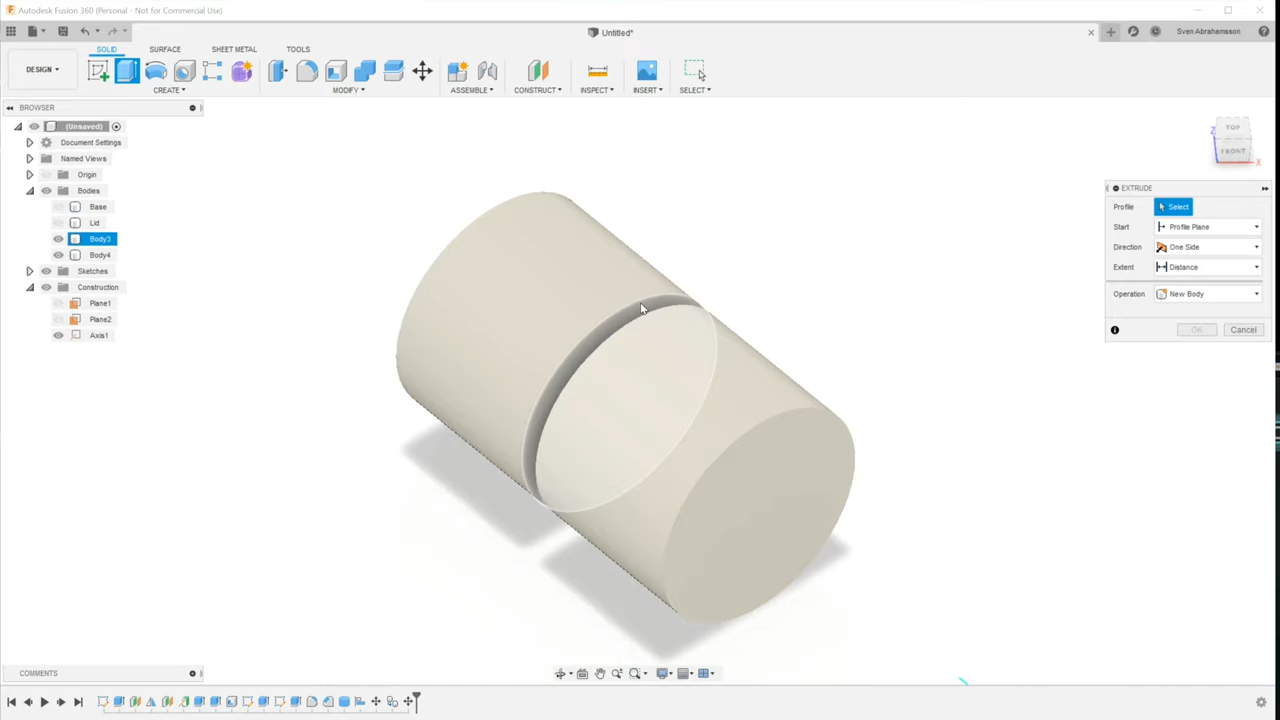 Autodesk Fusion 360 (Personal - Not for Commercial Use)
Untitled*
Sven Abrahamsson
SOLID SURFACE SHEET METAL TOOLS
DESIGN
CREATE MODIFY ASSEMBLE CONSTRUCT INSPECT INSERT SELECT
BROWSER
(Unsaved)
Document Settings
Named Views
Origin
Bodies
Base
Lid
Body3
Body4
Sketches
Construction
Plane1
Plane2
Axis1
TOP
FRONT
Z
X
EXTRUDE
Profile Select
Start Profile Plane
Direction One Side
Extent Distance
Operation New Body
OK Cancel
COMMENTS